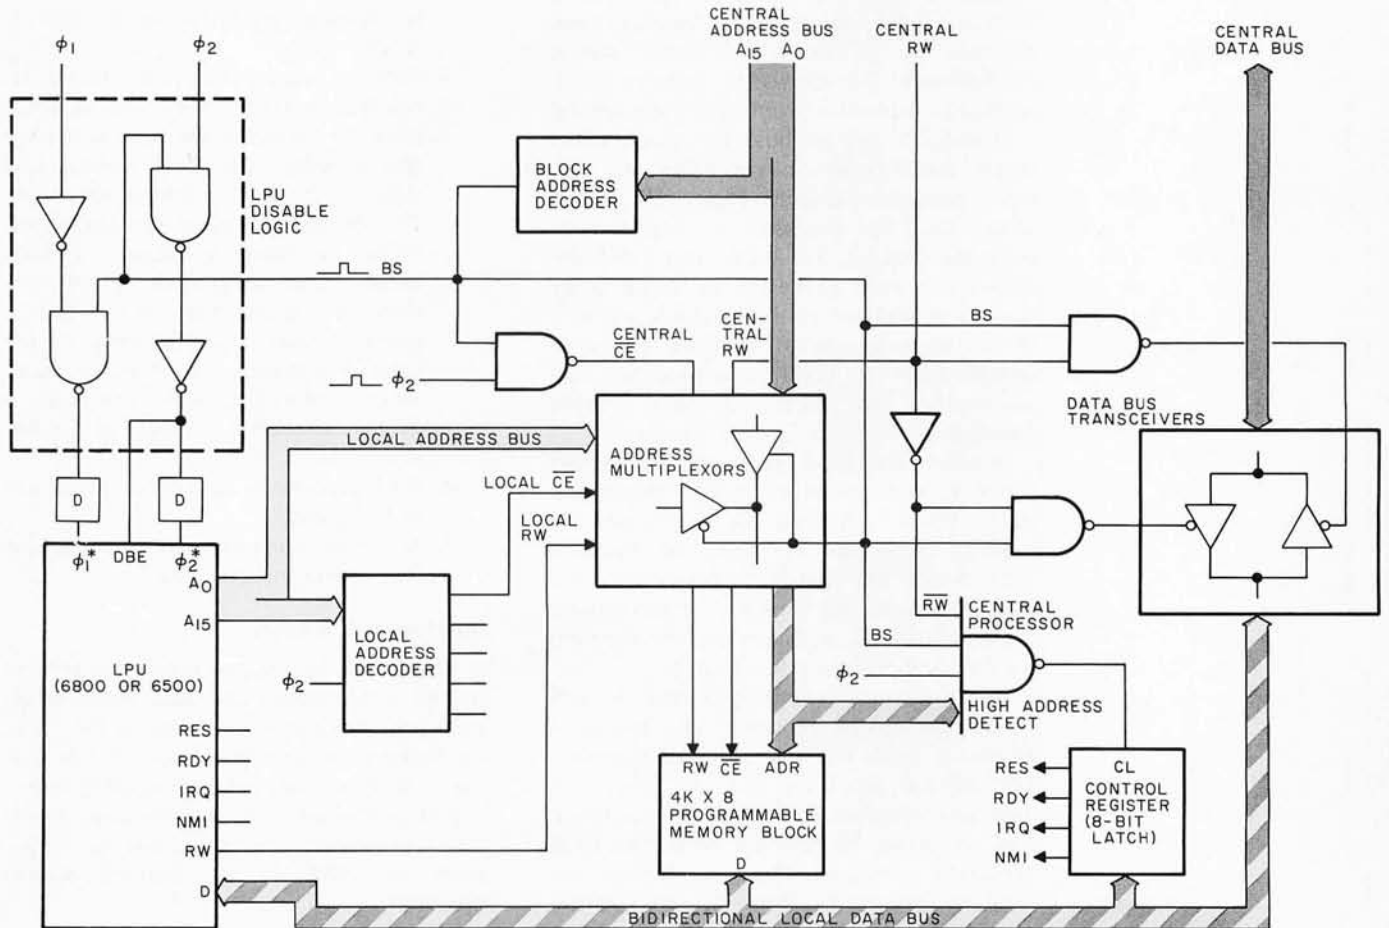 ϕ1
ϕ2
CENTRAL
ADDRESS BUS
A15 A0
CENTRAL
RW
CENTRAL
DATA BUS
BLOCK
ADDRESS
DECODER
LPU
DISABLE
LOGIC
BS
BS
CENTRAL
C̅E̅
CEN-
TRAL
RW
ϕ2
DATA BUS
TRANSCEIVERS
LOCAL ADDRESS BUS
ADDRESS
MULTIPLEXORS
LOCAL C̅E̅
LOCAL
RW
D
D
ϕ1*
DBE
ϕ2*
A0
A15
LPU
(6800 OR 6500)
LOCAL
ADDRESS
DECODER
ϕ2
R̅W̅
CENTRAL
PROCESSOR
BS
ϕ2
HIGH ADDRESS
DETECT
RES
RDY
IRQ
NMI
RW
D
RW C̅E̅ ADR
4K X 8
PROGRAMMABLE
MEMORY BLOCK
D
RES
RDY
IRQ
NMI
CL
CONTROL
REGISTER
(8-BIT
LATCH)
BIDIRECTIONAL LOCAL DATA BUS